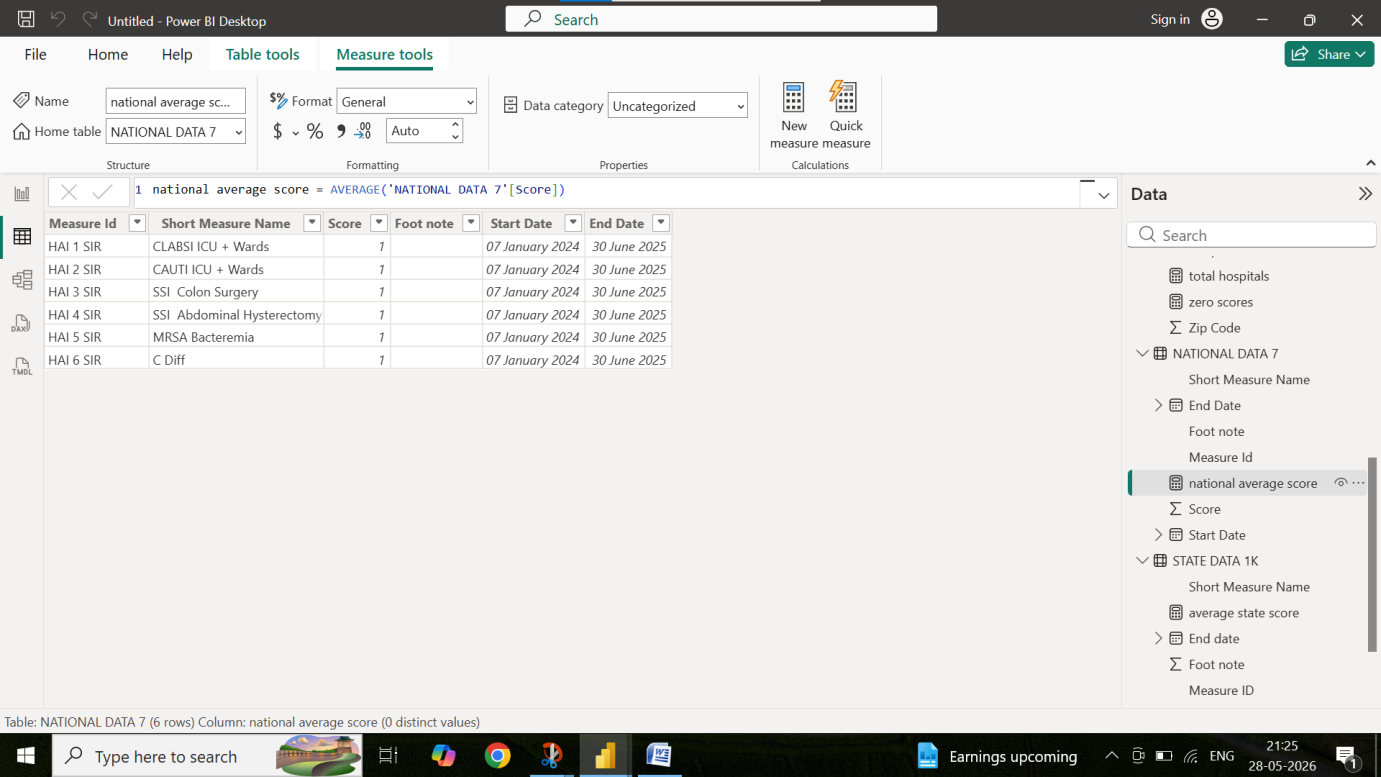 Untitled - Power BI Desktop
Search
Sign in
File Home Help Table tools Measure tools
Share
Name national average sc...
Home table NATIONAL DATA 7
Structure
Format General
$ % 9 .00 Auto
Formatting
Data category Uncategorized
Properties
New measure
Quick measure
Calculations
1 national average score = AVERAGE('NATIONAL DATA 7'[Score])
Measure Id Short Measure Name Score Foot note Start Date End Date
HAI 1 SIR CLABSI ICU + Wards 1 07 January 2024 30 June 2025
HAI 2 SIR CAUTI ICU + Wards 1 07 January 2024 30 June 2025
HAI 3 SIR SSI Colon Surgery 1 07 January 2024 30 June 2025
HAI 4 SIR SSI Abdominal Hysterectomy 1 07 January 2024 30 June 2025
HAI 5 SIR MRSA Bacteremia 1 07 January 2024 30 June 2025
HAI 6 SIR C Diff 1 07 January 2024 30 June 2025
DAX
TMDL
Data
Search
total hospitals
zero scores
Zip Code
NATIONAL DATA 7
Short Measure Name
End Date
Foot note
Measure Id
national average score
Score
Start Date
STATE DATA 1K
Short Measure Name
average state score
End date
Foot note
Measure ID
Table: NATIONAL DATA 7 (6 rows) Column: national average score (0 distinct values)
Type here to search
Earnings upcoming
ENG
21:25
28-05-2026
1